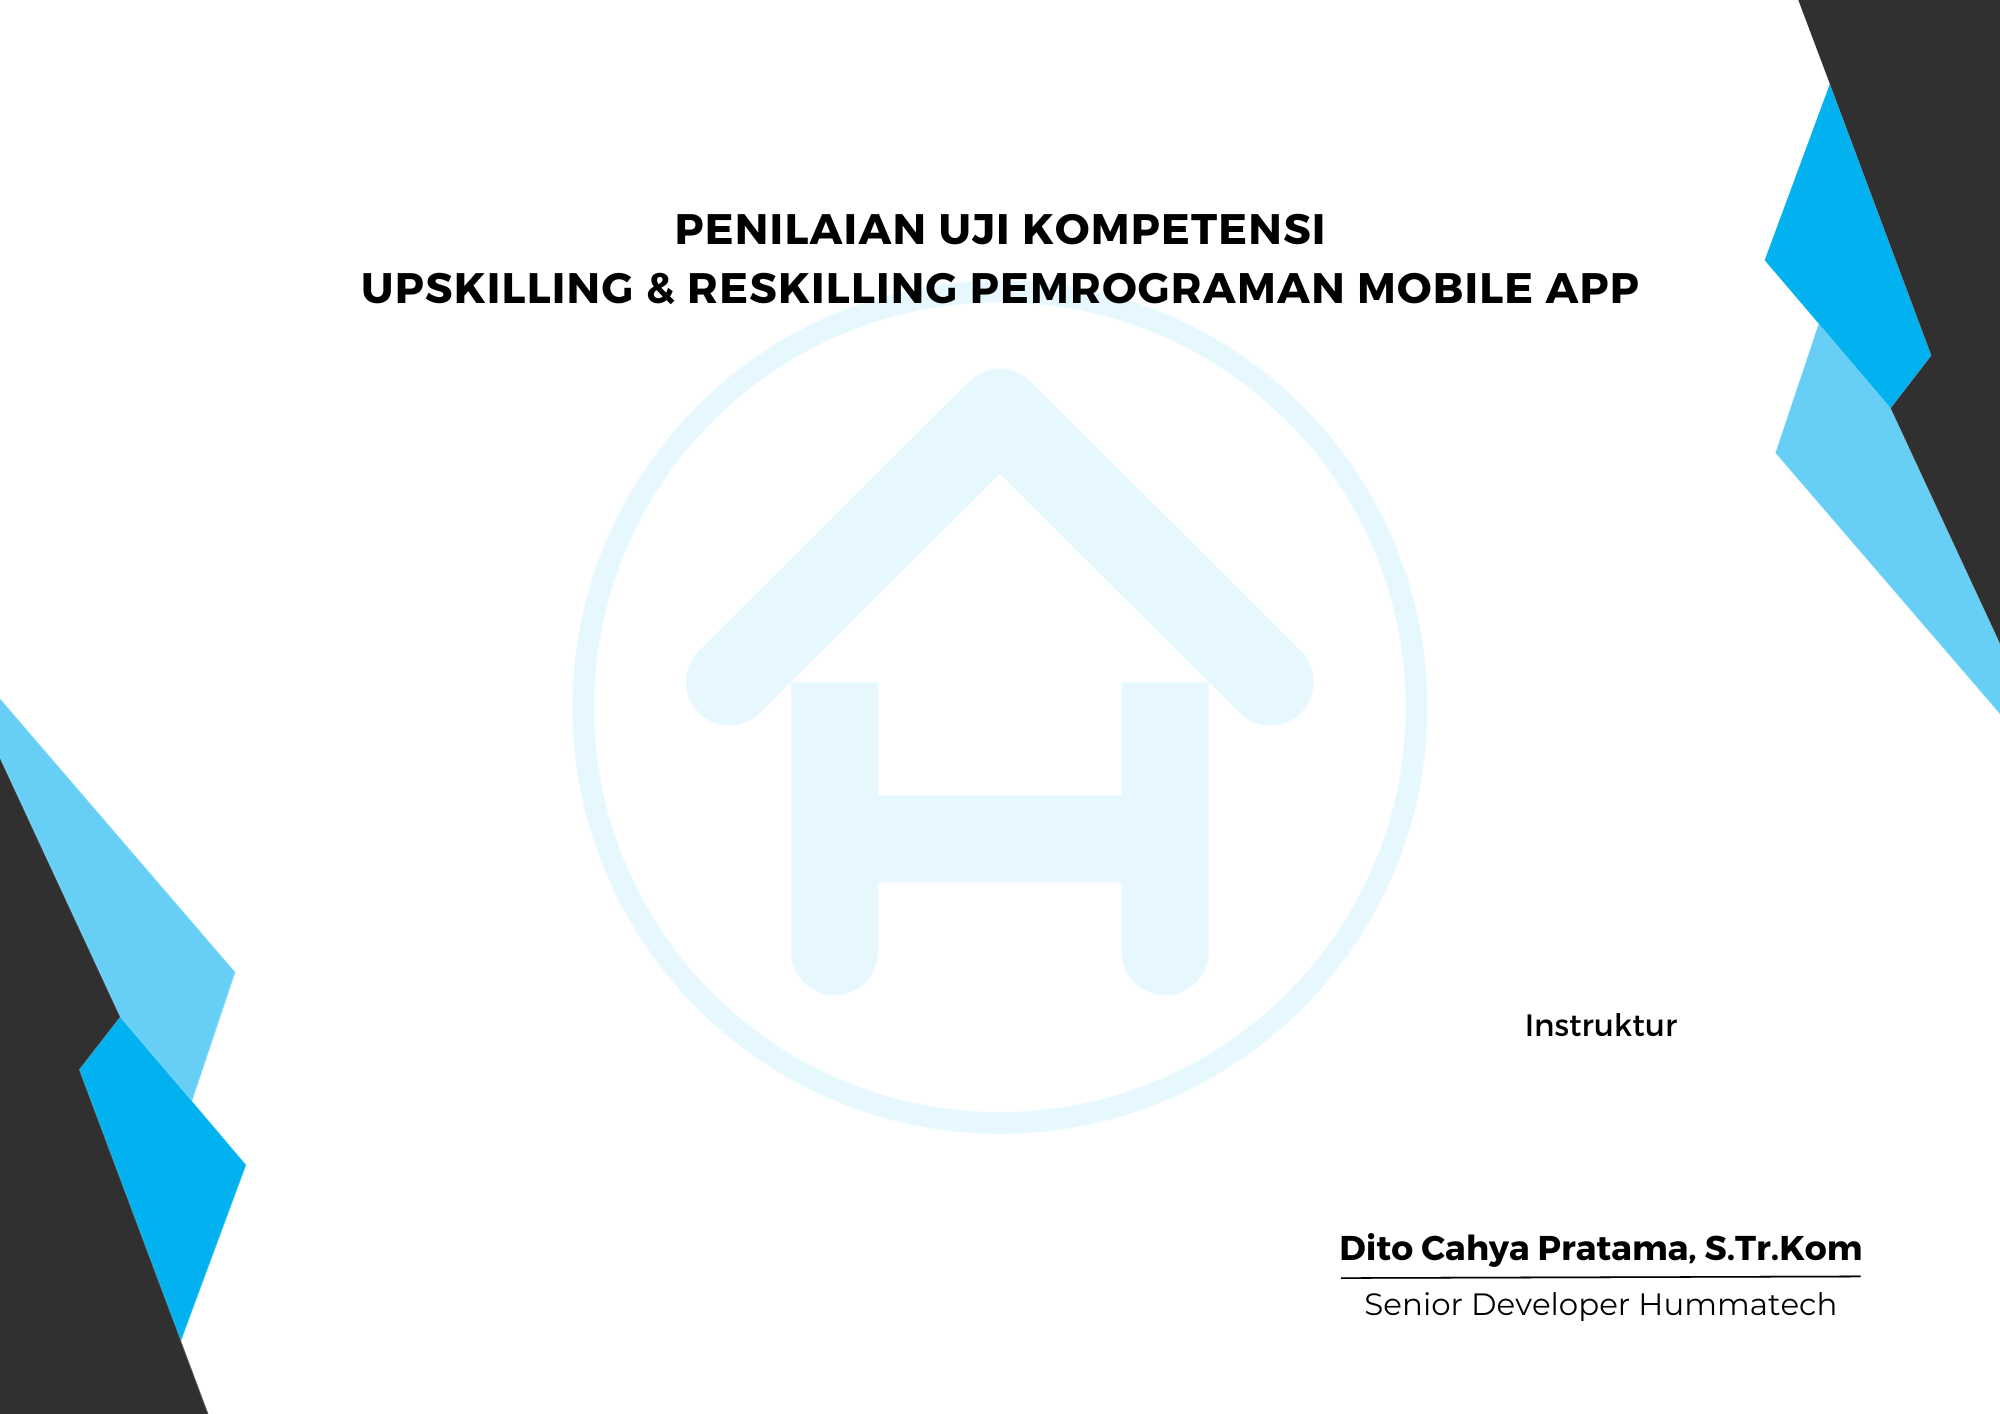 PENILAIAN UJI KOMPETENSI
UPSKILLING & RESKILLING PEMROGRAMAN MOBILE APP
Instruktur
Dito Cahya Pratama, S.Tr.Kom
Senior Developer Hummatech